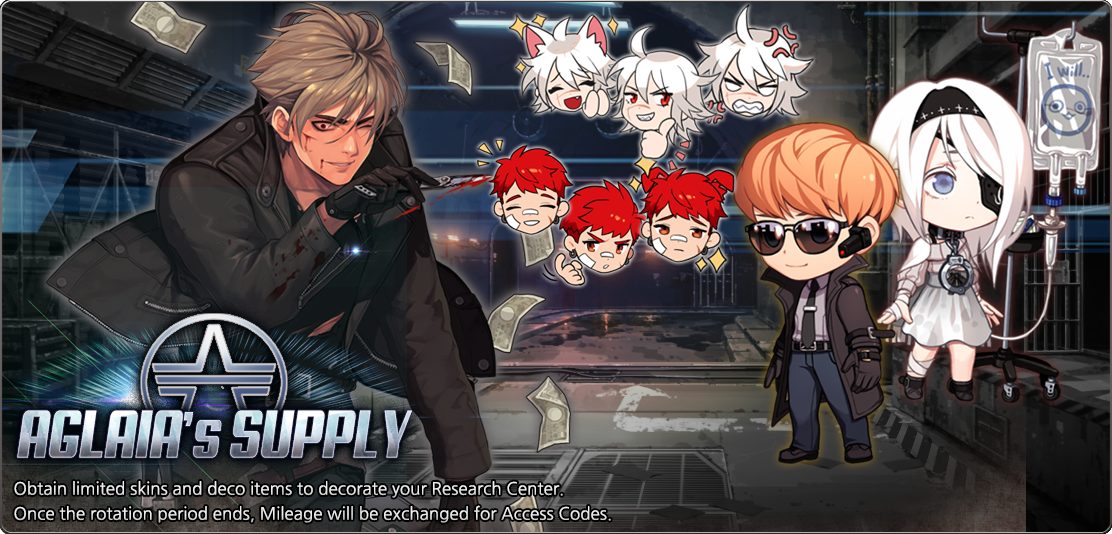 I will..
AGLAIA's SUPPLY
Obtain limited skins and deco items to decorate your Research Center.
Once the rotation period ends, Mileage will be exchanged for Access Codes.